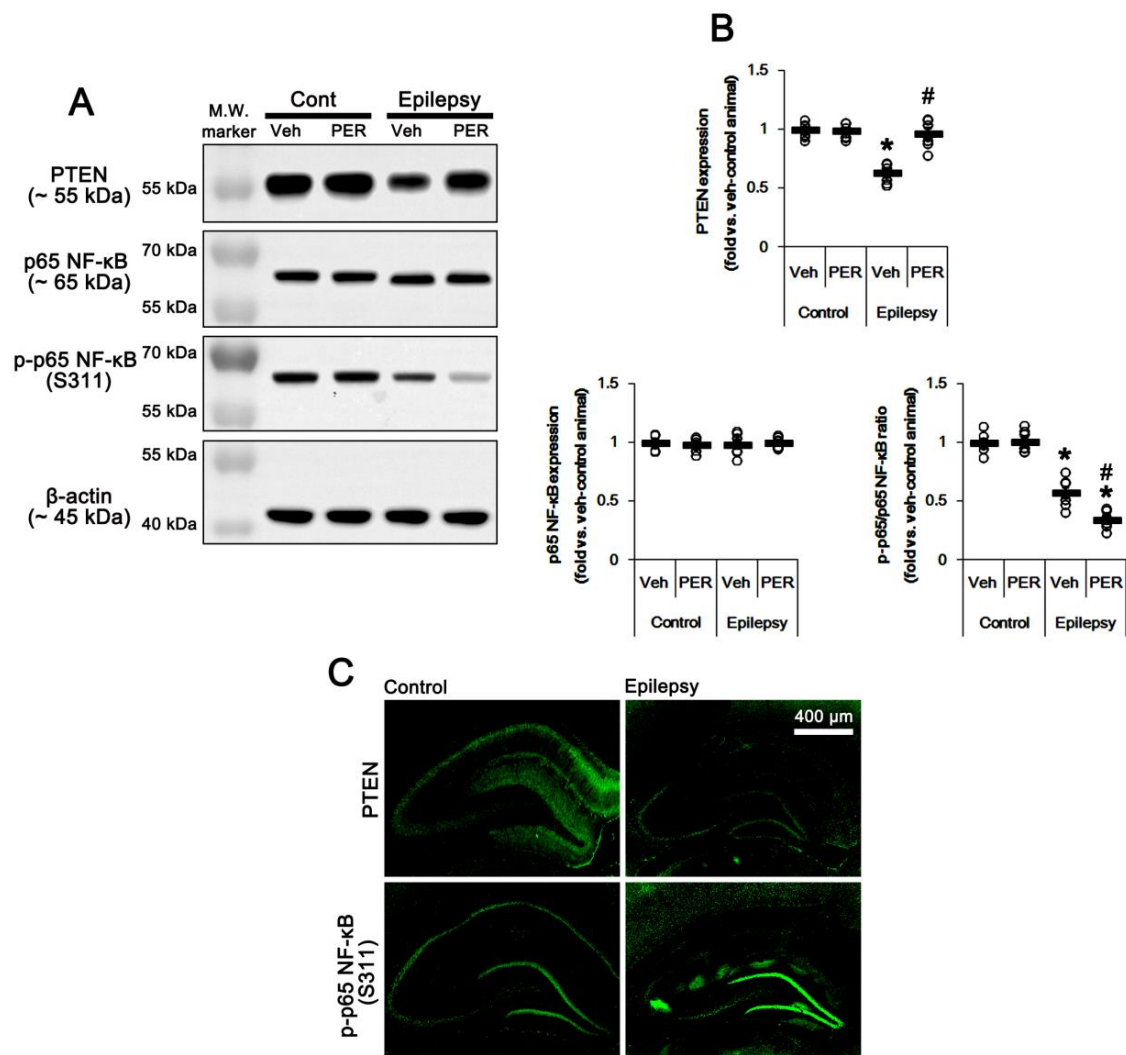 A
M.W.
marker
Cont
Epilepsy
Veh
PER
Veh
PER
PTEN
(~ 55 kDa)
55 kDa
p65 NF-κB
(~ 65 kDa)
70 kDa
55 kDa
p-p65 NF-κB
(S311)
70 kDa
55 kDa
β-actin
(~ 45 kDa)
55 kDa
40 kDa
B
PTEN expression
(fold vs. veh-control animal)
1.5
1
0.5
0
*
#
Veh
PER
Veh
PER
Control
Epilepsy
p65 NF-κB expression
(fold vs. veh-control animal)
1.5
1
0.5
0
Veh
PER
Veh
PER
Control
Epilepsy
p-p65/p65 NF-κB ratio
(fold vs. veh-control animal)
1.5
1
0.5
0
*
#
*
Veh
PER
Veh
PER
Control
Epilepsy
C
Control
Epilepsy
400 µm
PTEN
p-p65 NF-κB
(S311)